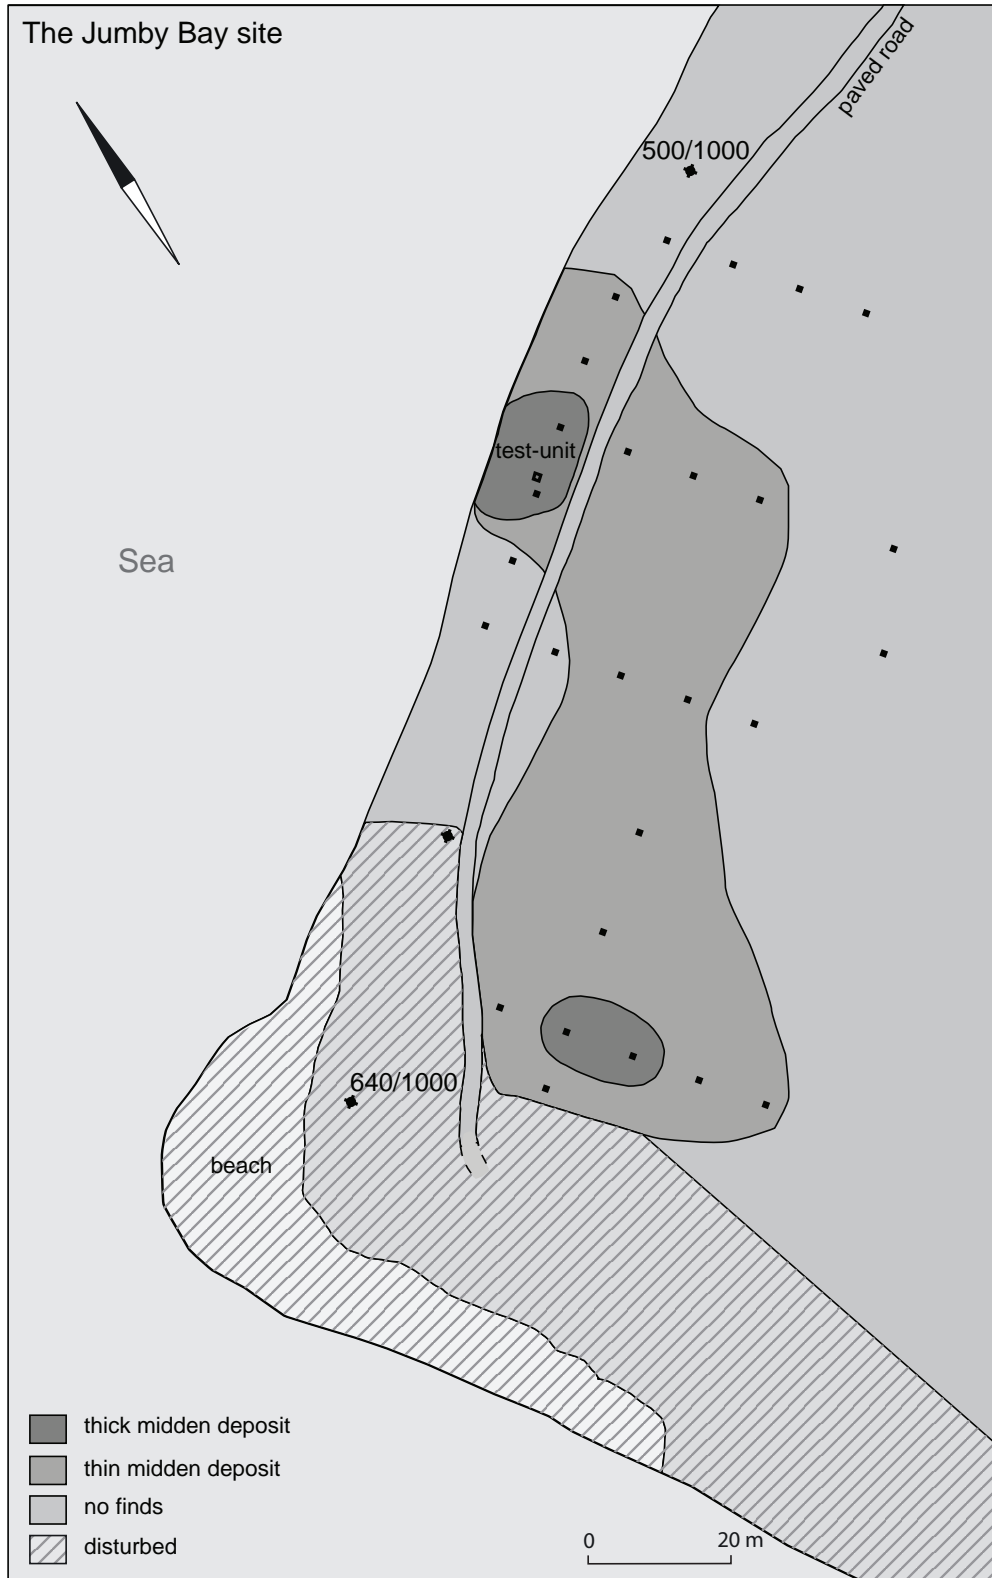 The Jumby Bay site
paved road
500/1000
test-unit
Sea
640/1000
beach
thick midden deposit
thin midden deposit
no finds
disturbed
0 20 m